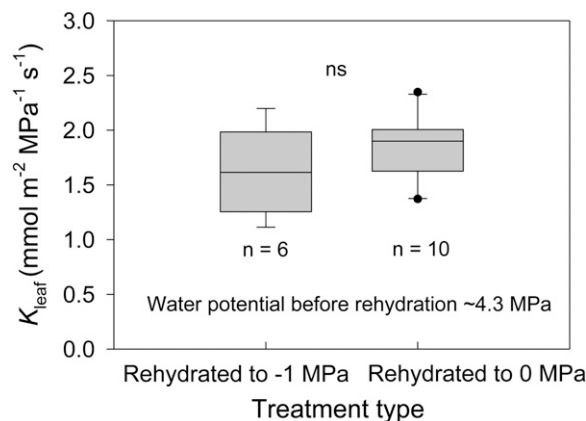 K_leaf (mmol m⁻² MPa⁻¹ s⁻¹)
3.0
2.5
2.0
1.5
1.0
0.5
0.0
ns
n = 6
n = 10
Water potential before rehydration ~4.3 MPa
Rehydrated to -1 MPa
Rehydrated to 0 MPa
Treatment type